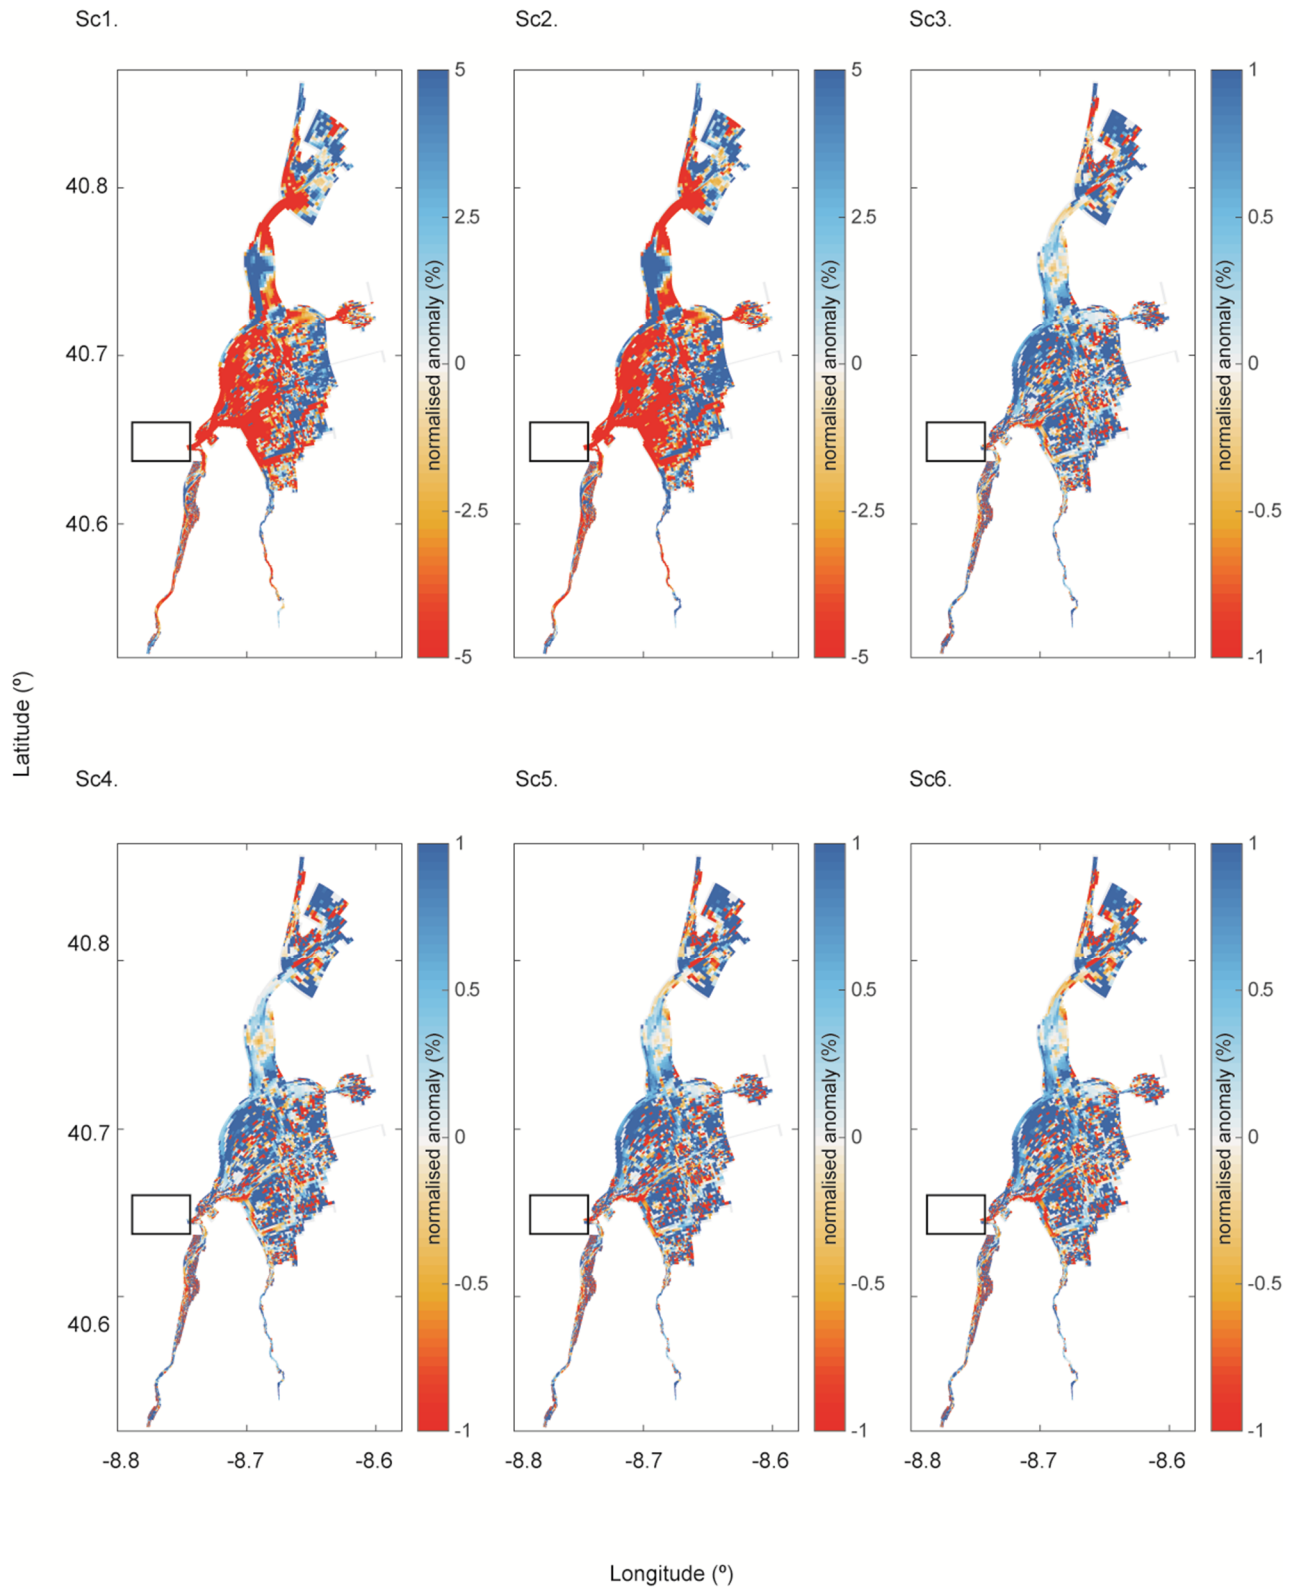 Sc1. Sc2. Sc3.
5 5 1
40.8
2.5 2.5 0.5
normalised anomaly (%) normalised anomaly (%) normalised anomaly (%)
40.7 0 0 0
-2.5 -2.5 -0.5
40.6
-5 -5 -1
Latitude (º)
Sc4. Sc5. Sc6.
1 1 1
40.8
0.5 0.5 0.5
normalised anomaly (%) normalised anomaly (%) normalised anomaly (%)
40.7 0 0 0
-0.5 -0.5 -0.5
40.6
-1 -1 -1
-8.8 -8.7 -8.6 -8.8 -8.7 -8.6 -8.8 -8.7 -8.6
Longitude (º)